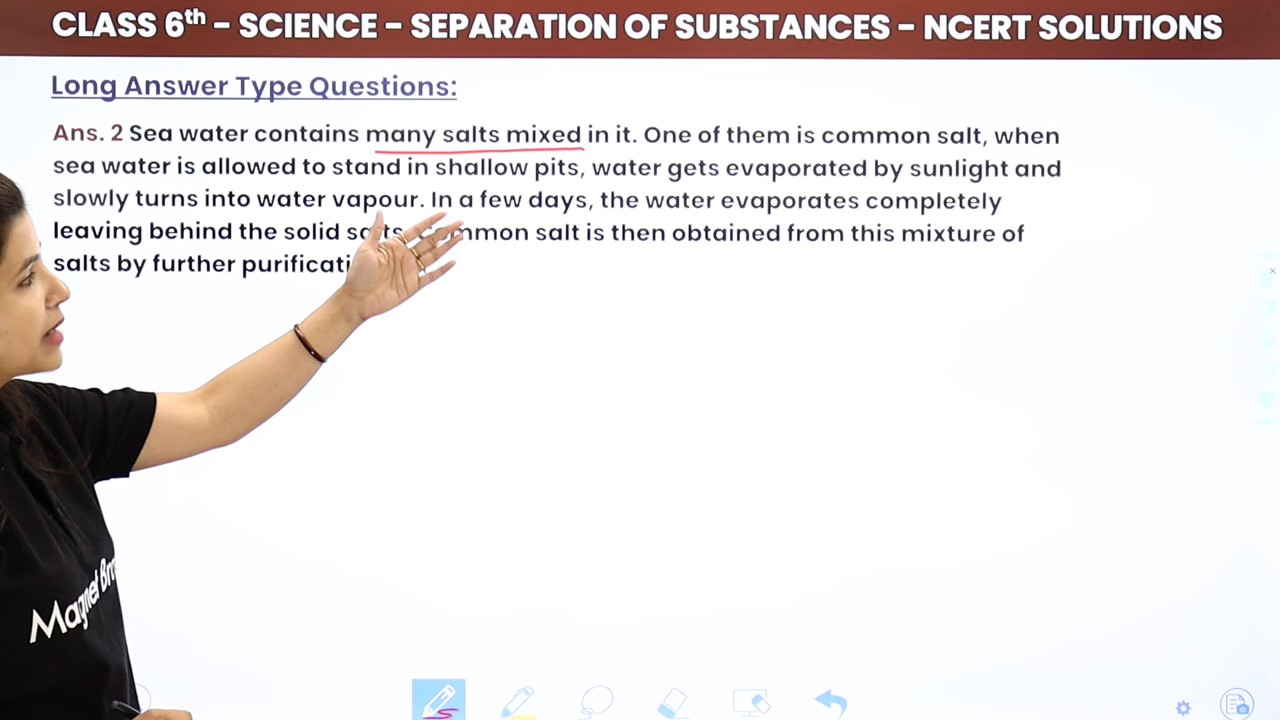 CLASS 6th – SCIENCE – SEPARATION OF SUBSTANCES – NCERT SOLUTIONS
Long Answer Type Questions:
Ans. 2 Sea water contains many salts mixed in it. One of them is common salt, when
sea water is allowed to stand in shallow pits, water gets evaporated by sunlight and
slowly turns into water vapour. In a few days, the water evaporates completely
leaving behind the solid salts. Common salt is then obtained from this mixture of
salts by further
Magnet